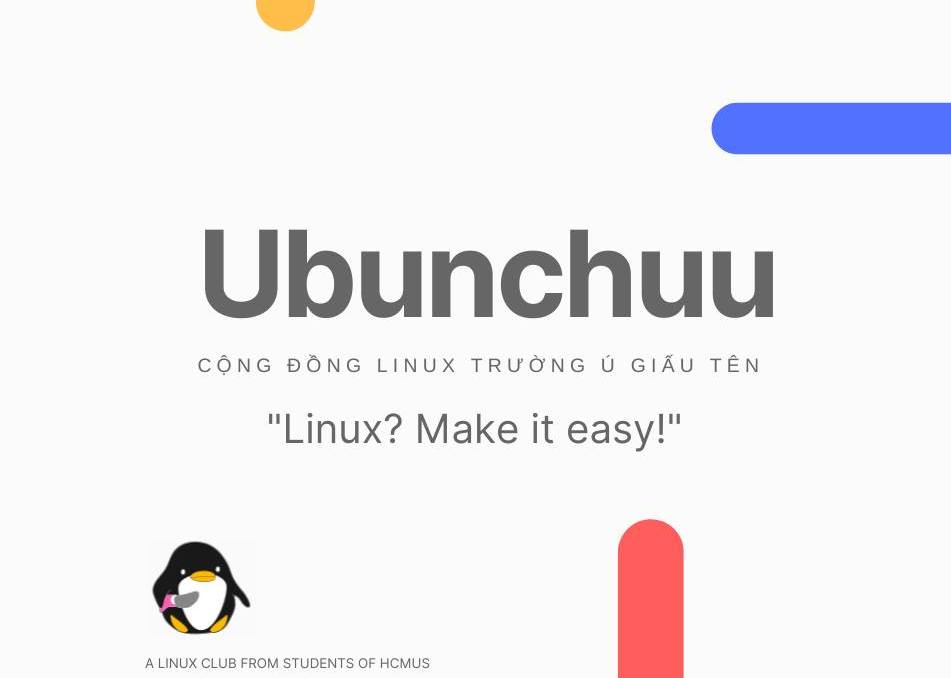 Ubunchuu
CỘNG ĐỒNG LINUX TRƯỜNG Ú GIẤU TÊN
"Linux? Make it easy!"
A LINUX CLUB FROM STUDENTS OF HCMUS